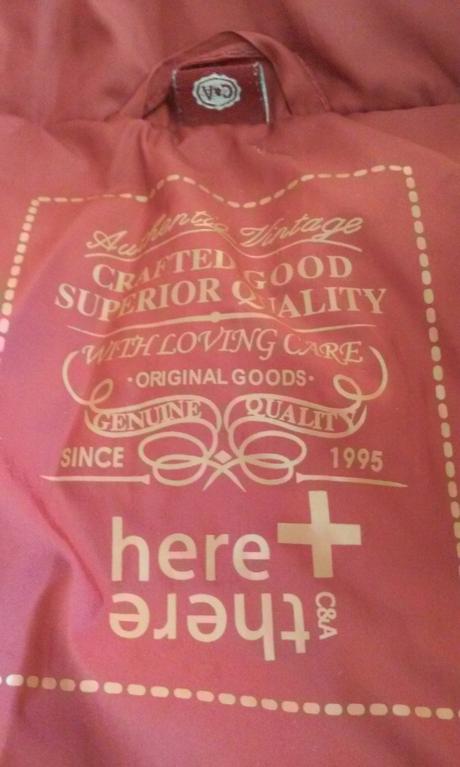 C&A
Authentic Vintage
CRAFTED GOOD
SUPERIOR QUALITY
WITH LOVING CARE
·ORIGINAL GOODS·
GENUINE QUALITY
SINCE 1995
here+
there
C&A